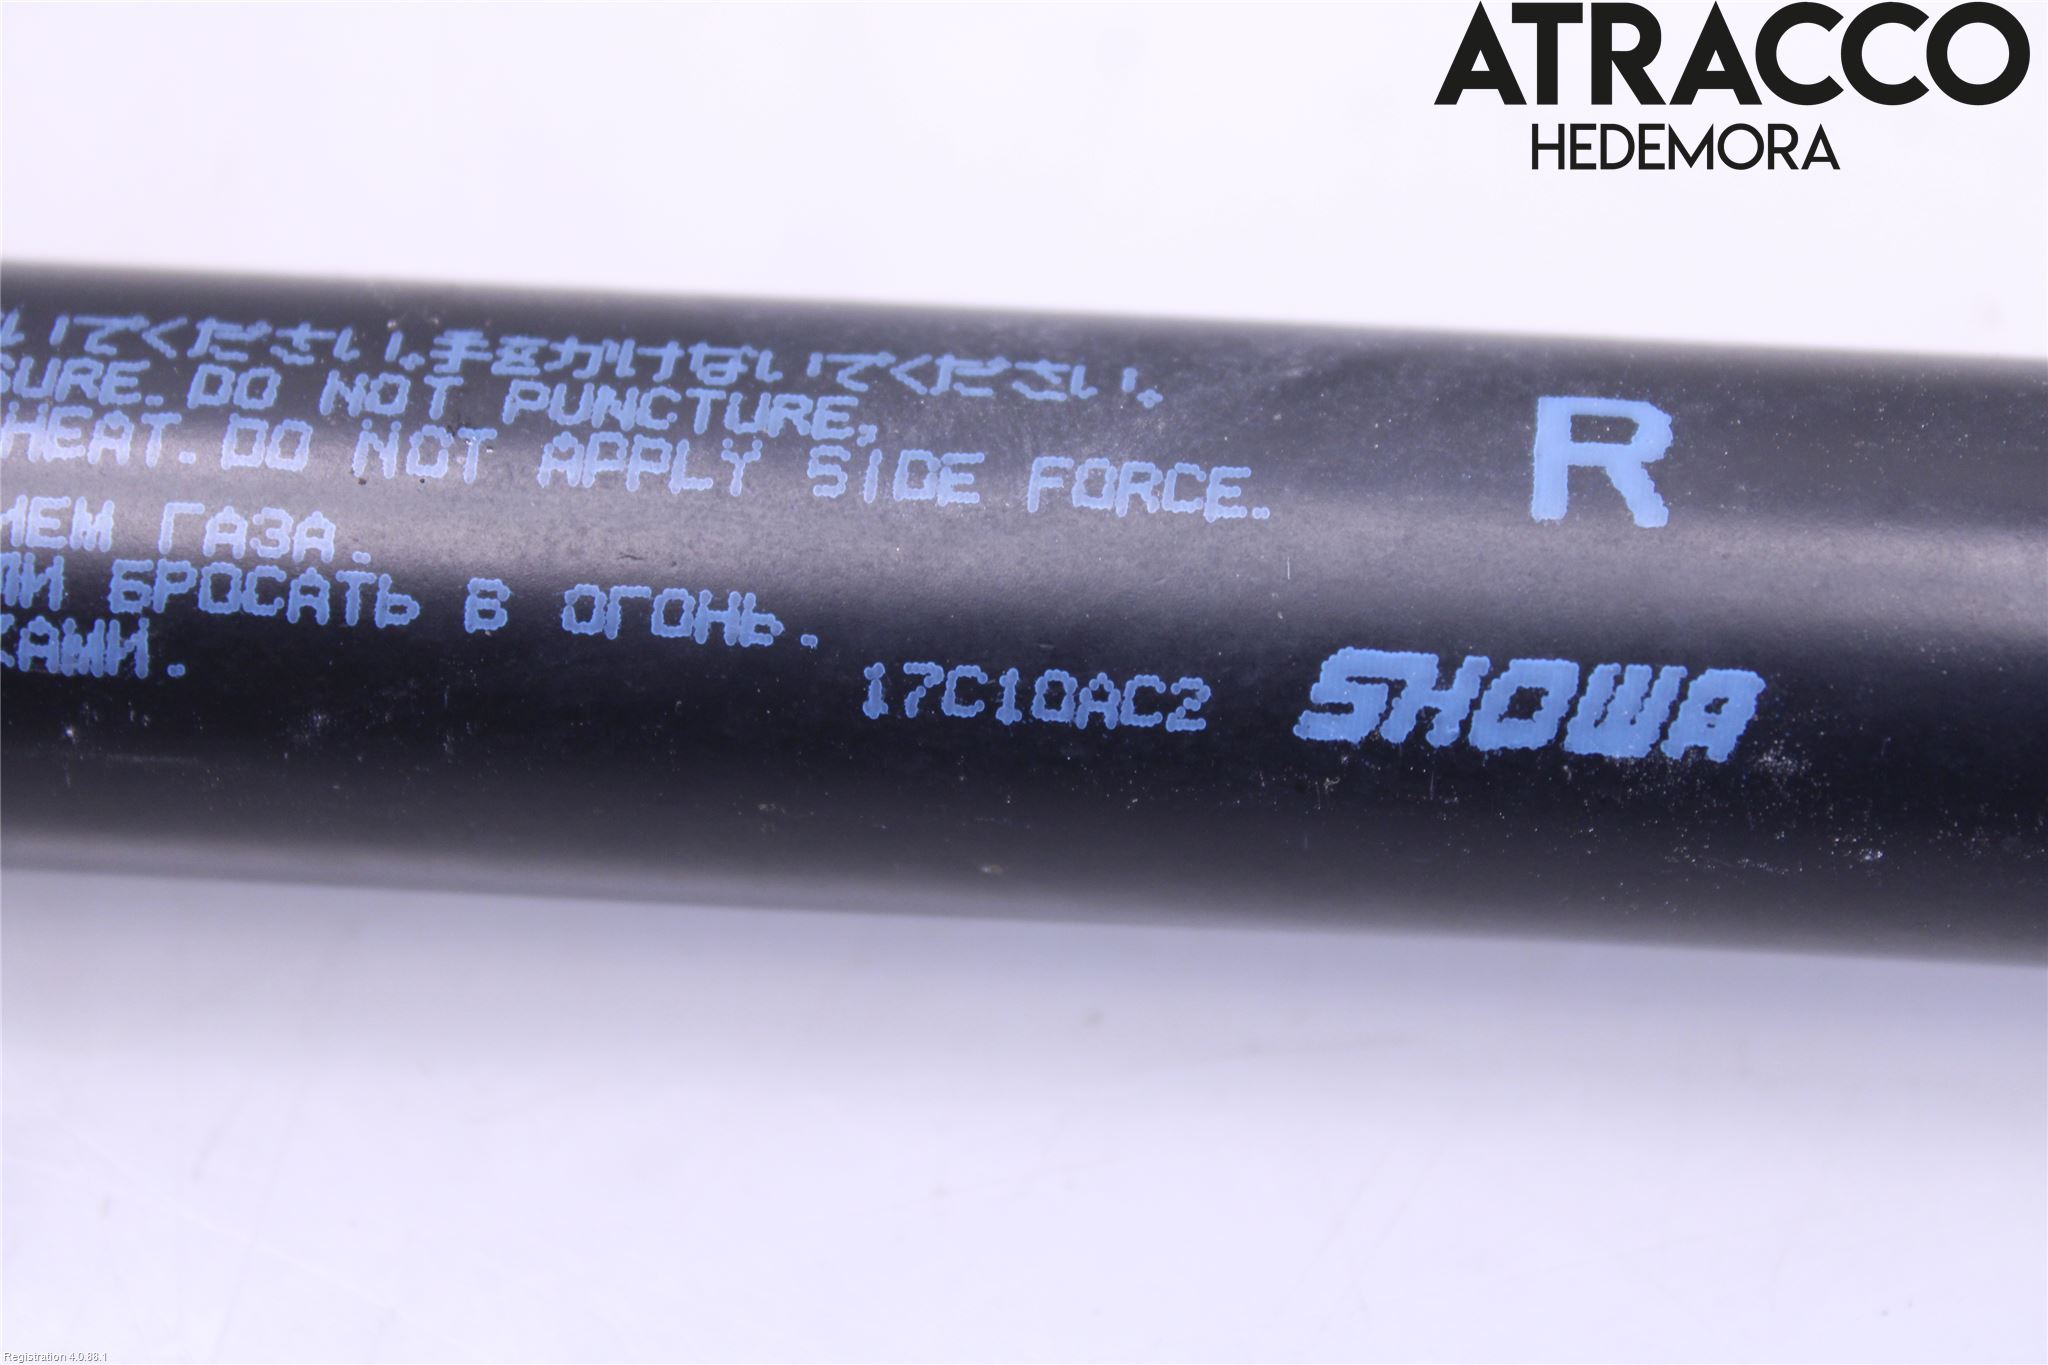 ATRACCO
HEDEMORA
いでください。手をかけないでください。
SURE. DO NOT PUNCTURE,
HEAT. DO NOT APPLY SIDE FORCE.
R
ИЕМ ГАЗА.
ИИ БРОСАТЬ В ОГОНЬ.
КАМИ.
17C10AC2 SHOWA
Registration 4.0.88.1